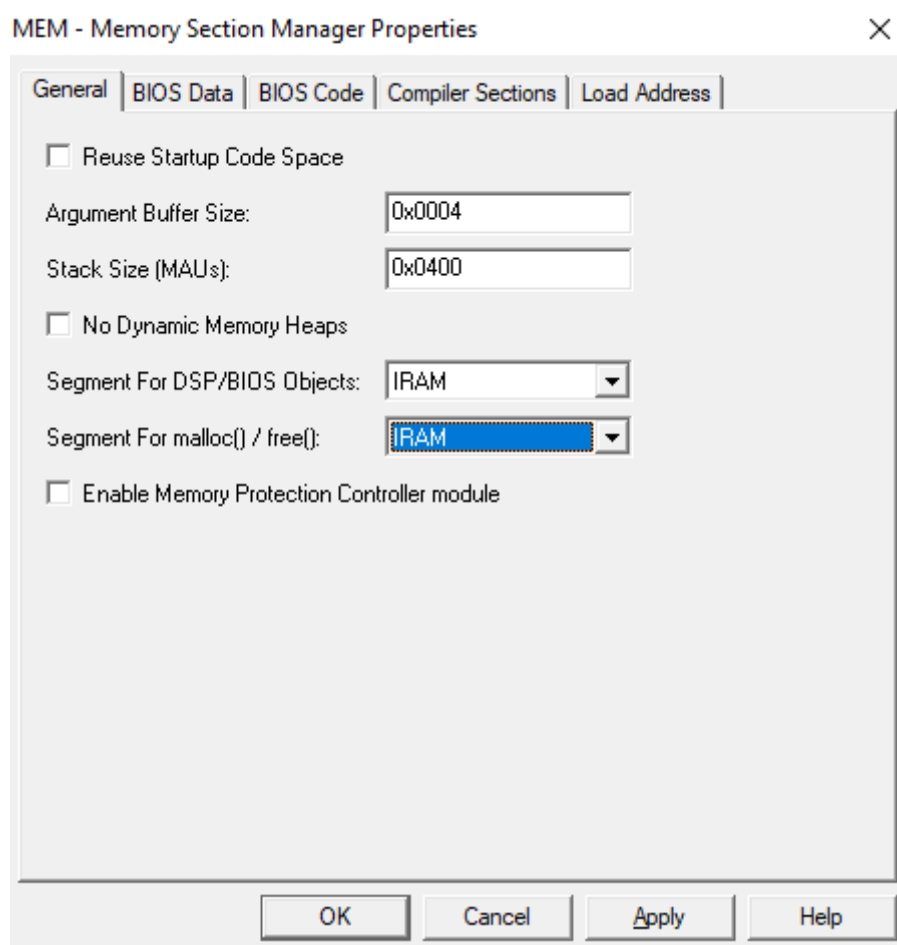 MEM - Memory Section Manager Properties
General BIOS Data BIOS Code Compiler Sections Load Address
Reuse Startup Code Space
Argument Buffer Size: 0x0004
Stack Size (MAUs): 0x0400
No Dynamic Memory Heaps
Segment For DSP/BIOS Objects: IRAM
Segment For malloc() / free(): IRAM
Enable Memory Protection Controller module
OK Cancel Apply Help